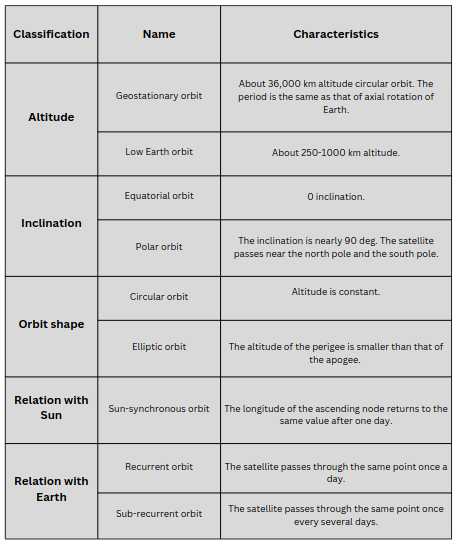 Classification
Name
Characteristics
Altitude
Geostationary orbit
About 36,000 km altitude circular orbit. The
period is the same as that of axial rotation of
Earth.
Low Earth orbit
About 250-1000 km altitude.
Inclination
Equatorial orbit
0 inclination.
Polar orbit
The inclination is nearly 90 deg. The satellite
passes near the north pole and the south pole.
Orbit shape
Circular orbit
Altitude is constant.
Elliptic orbit
The altitude of the perigee is smaller than that of
the apogee.
Relation with
Sun
Sun-synchronous orbit
The longitude of the ascending node returns to the
same value after one day.
Relation with
Earth
Recurrent orbit
The satellite passes through the same point once a
day.
Sub-recurrent orbit
The satellite passes through the same point once
every several days.